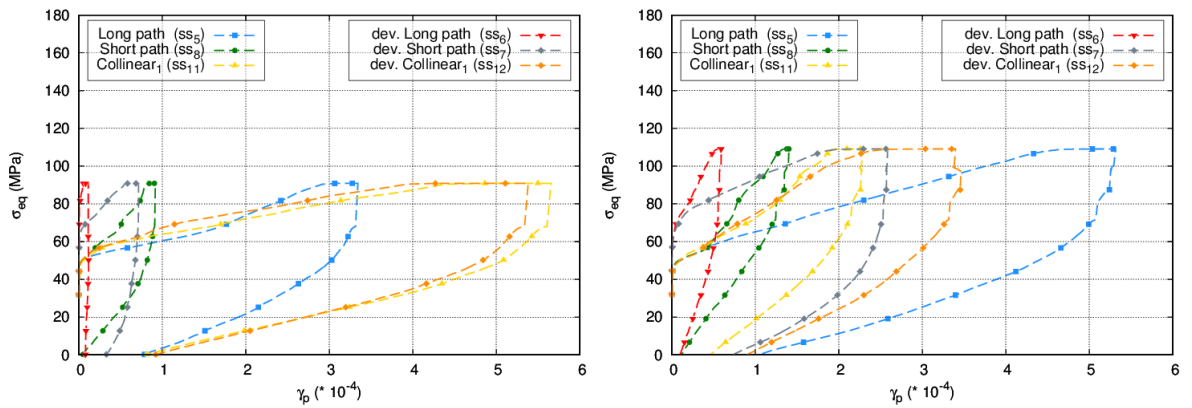 180
160
140
120
100
80
60
40
20
0
σeq (MPa)
Long path (ss5)
Short path (ss8)
Collinear1 (ss11)
dev. Long path (ss6)
dev. Short path (ss7)
dev. Collinear1 (ss12)
0 1 2 3 4 5 6
γp (* 10-4)
180
160
140
120
100
80
60
40
20
0
σeq (MPa)
Long path (ss5)
Short path (ss8)
Collinear1 (ss11)
dev. Long path (ss6)
dev. Short path (ss7)
dev. Collinear1 (ss12)
0 1 2 3 4 5 6
γp (* 10-4)